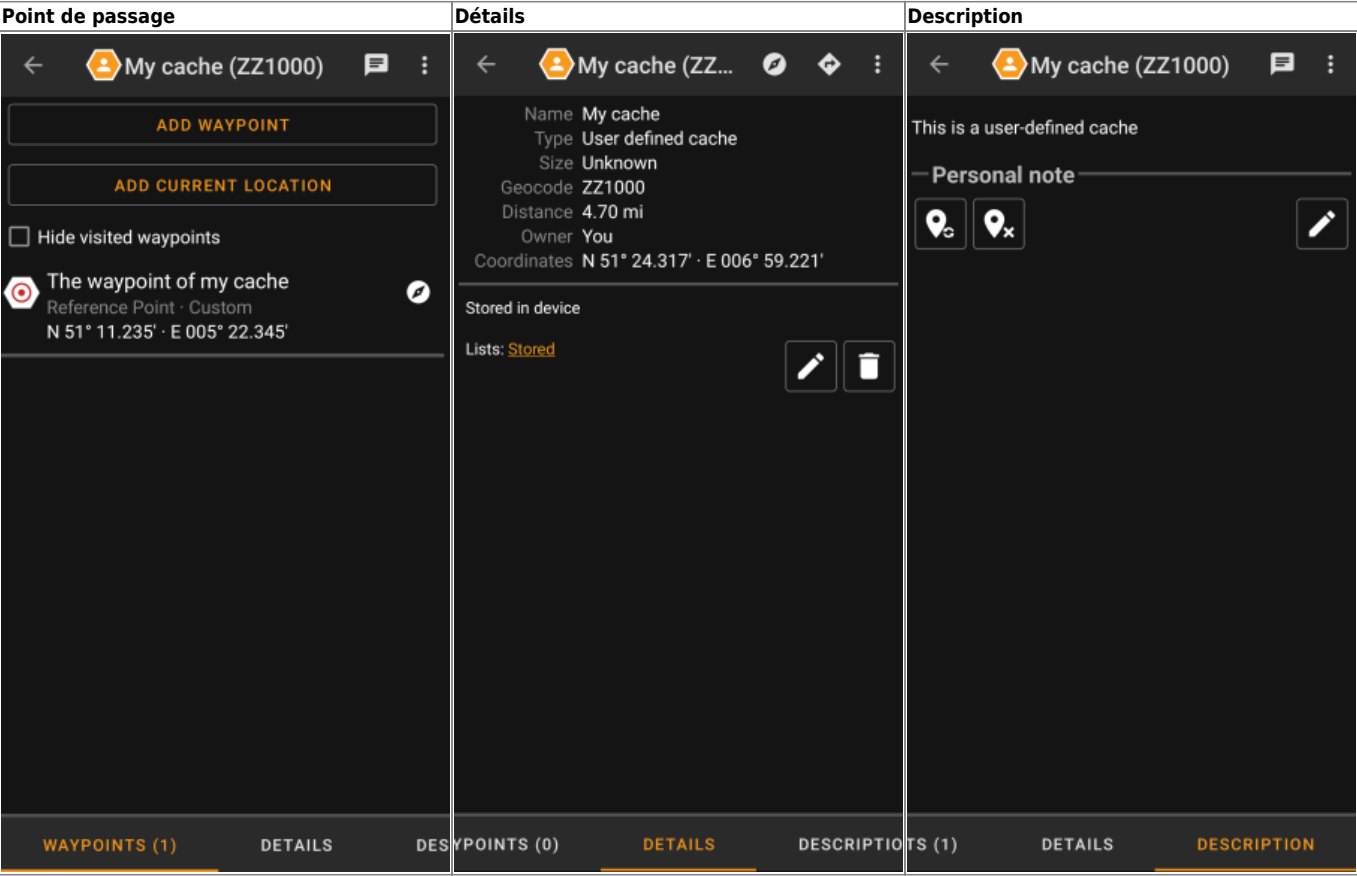 Point de passage
My cache (ZZ1000)
ADD WAYPOINT
ADD CURRENT LOCATION
Hide visited waypoints
The waypoint of my cache
Reference Point · Custom
N 51° 11.235' · E 005° 22.345'
WAYPOINTS (1) DETAILS DES
Détails
My cache (ZZ...
Name My cache
Type User defined cache
Size Unknown
Geocode ZZ1000
Distance 4.70 mi
Owner You
Coordinates N 51° 24.317' · E 006° 59.221'
Stored in device
Lists: Stored
YPOINTS (0) DETAILS DESCRIPTIO
Description
My cache (ZZ1000)
This is a user-defined cache
Personal note
TS (1) DETAILS DESCRIPTION